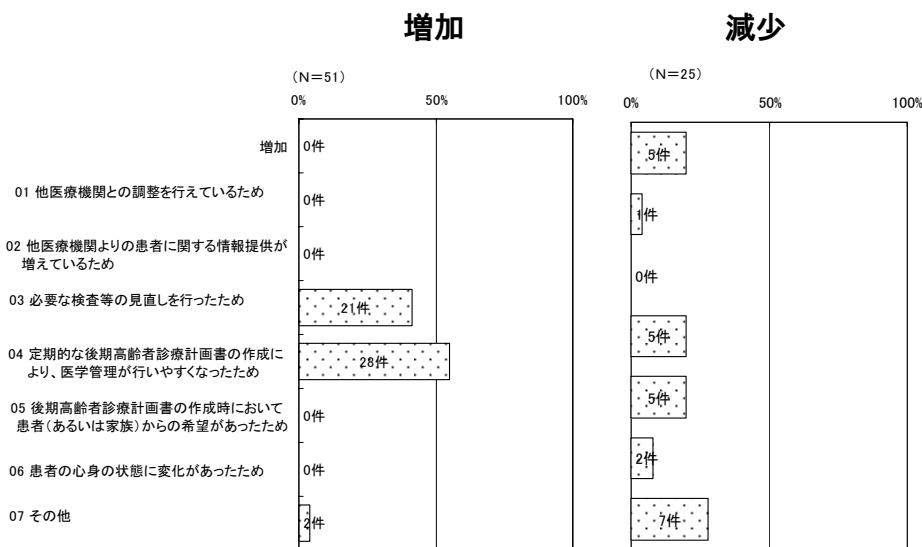 増加
減少
(N=51)
(N=25)
0%
50%
100%
0%
50%
100%
増加
0件
5件
01 他医療機関との調整を行えているため
0件
1件
02 他医療機関よりの患者に関する情報提供が
増えているため
0件
0件
03 必要な検査等の見直しを行ったため
21件
5件
04 定期的な後期高齢者診療計画書の作成に
より、医学管理が行いやすくなったため
28件
5件
05 後期高齢者診療計画書の作成時において
患者(あるいは家族)からの希望があったため
0件
2件
06 患者の心身の状態に変化があったため
0件
07 その他
2件
7件